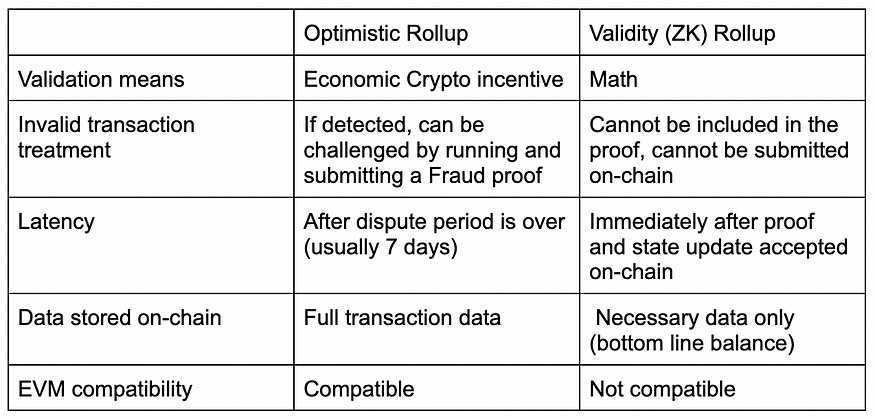 Optimistic Rollup
Validity (ZK) Rollup
Validation means
Economic Crypto incentive
Math
Invalid transaction
treatment
If detected, can be
challenged by running and
submitting a Fraud proof
Cannot be included in the
proof, cannot be submitted
on-chain
Latency
After dispute period is over
(usually 7 days)
Immediately after proof
and state update accepted
on-chain
Data stored on-chain
Full transaction data
Necessary data only
(bottom line balance)
EVM compatibility
Compatible
Not compatible